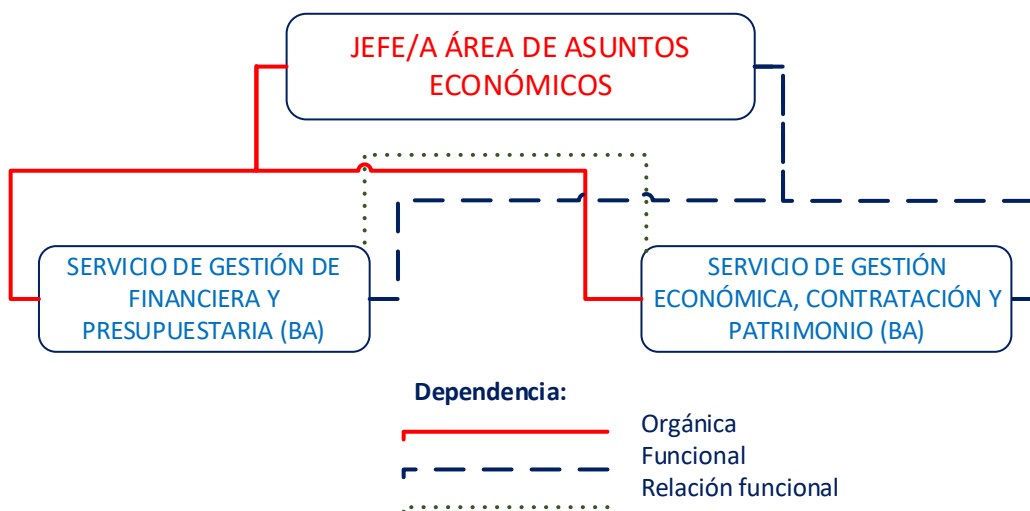 JEFE/A ÁREA DE ASUNTOS
ECONÓMICOS
SERVICIO DE GESTIÓN DE
FINANCIERA Y
PRESUPUESTARIA (BA)
SERVICIO DE GESTIÓN
ECONÓMICA, CONTRATACIÓN Y
PATRIMONIO (BA)
Dependencia:
Orgánica
Funcional
Relación funcional